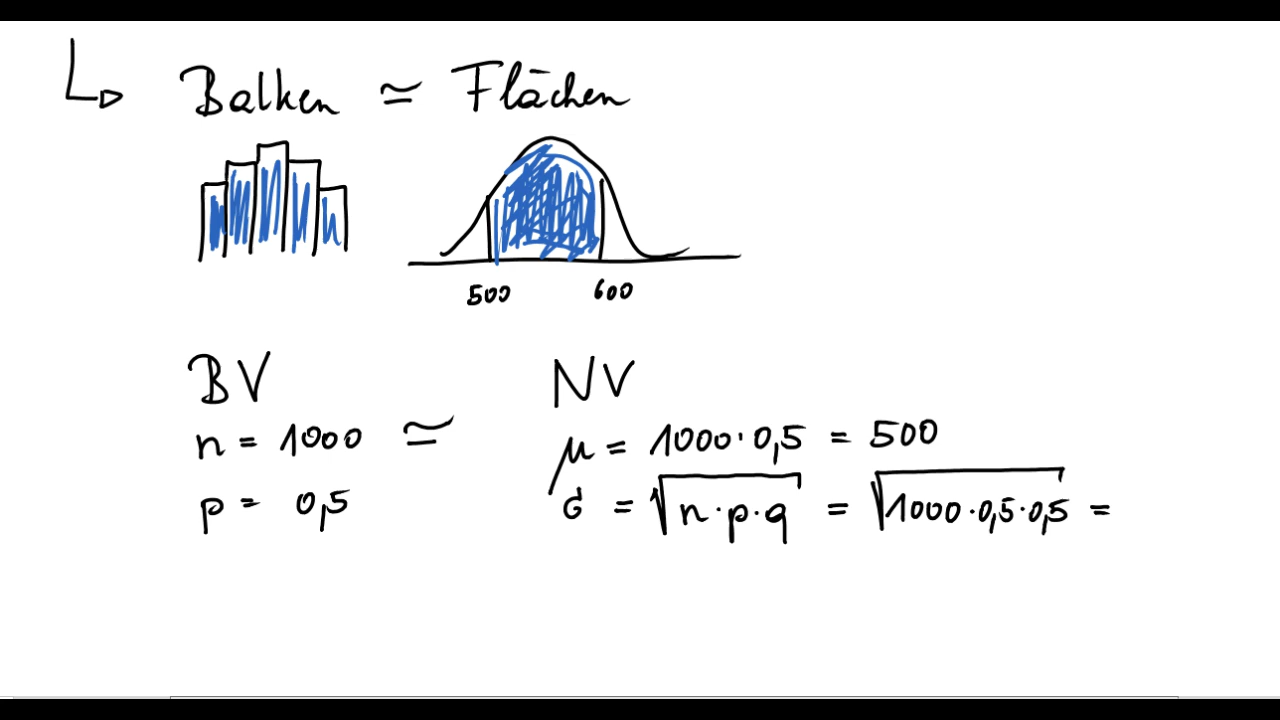 Balken ≃ Flächen
500 600
BV NV
n = 1000 ≃ μ = 1000·0,5 = 500
p = 0,5 σ = √n·p·q = √1000·0,5·0,5 =